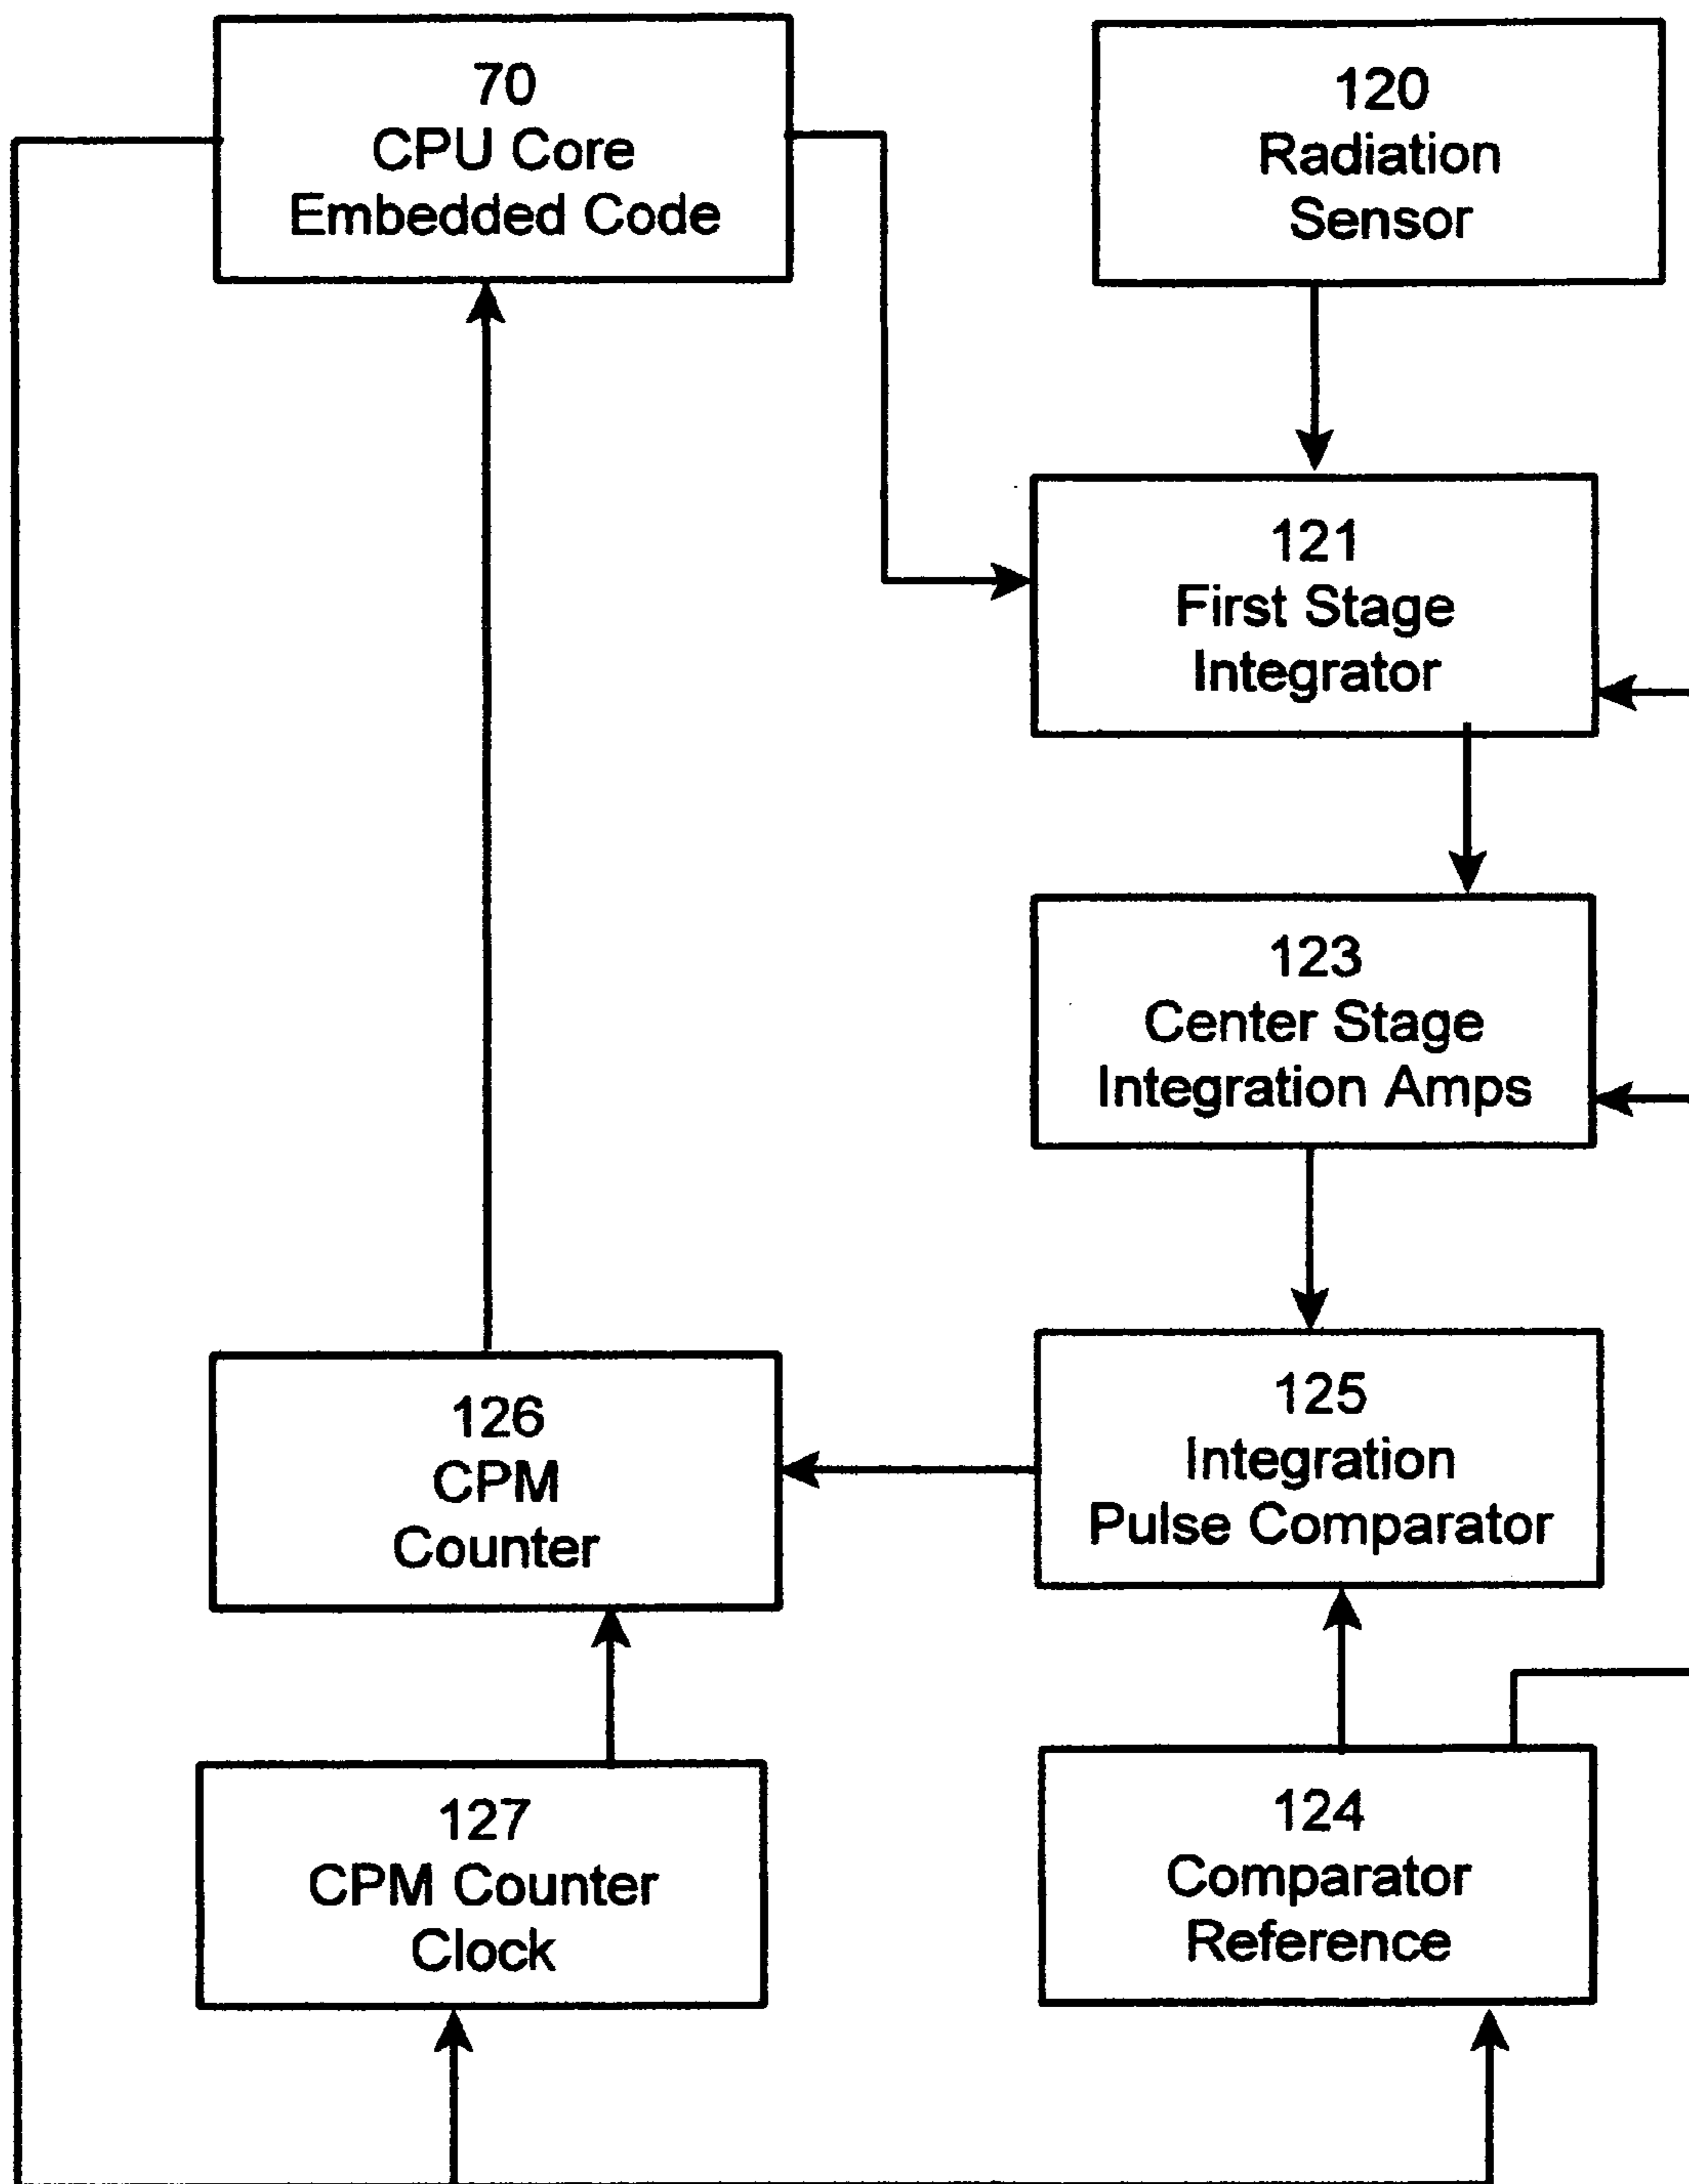 70
CPU Core
Embedded Code
120
Radiation
Sensor
121
First Stage
Integrator
123
Center Stage
Integration Amps
125
Integration
Pulse Comparator
126
CPM
Counter
127
CPM Counter
Clock
124
Comparator
Reference